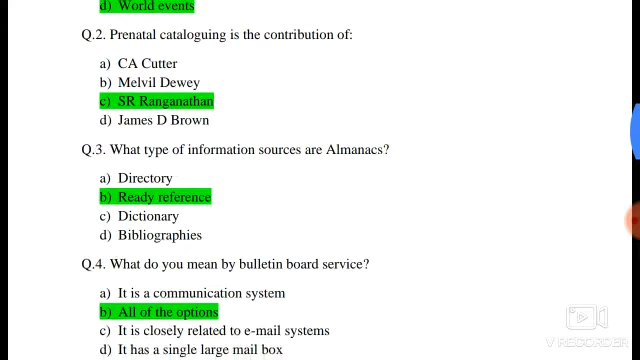 d) World events
Q.2. Prenatal cataloguing is the contribution of:
a) CA Cutter
b) Melvil Dewey
c) SR Ranganathan
d) James D Brown
Q.3. What type of information sources are Almanacs?
a) Directory
b) Ready reference
c) Dictionary
d) Bibliographies
Q.4. What do you mean by bulletin board service?
a) It is a communication system
b) All of the options
c) It is closely related to e-mail systems
d) It has a single large mail box
V RECORDER